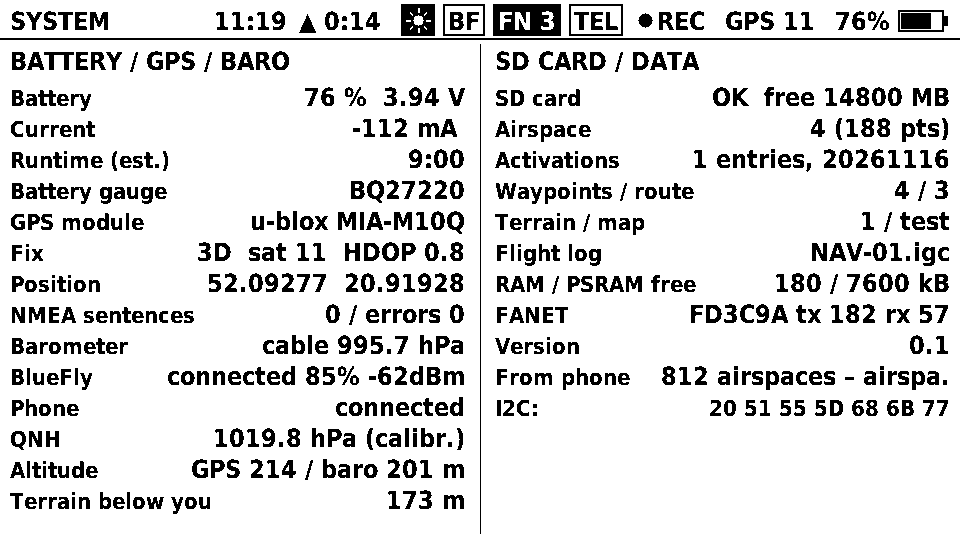 SYSTEM 11:19 ▲ 0:14 BF FN 3 TEL ●REC GPS 11 76%
BATTERY / GPS / BARO
Battery 76 % 3.94 V
Current -112 mA
Runtime (est.) 9:00
Battery gauge BQ27220
GPS module u-blox MIA-M10Q
Fix 3D sat 11 HDOP 0.8
Position 52.09277 20.91928
NMEA sentences 0 / errors 0
Barometer cable 995.7 hPa
BlueFly connected 85% -62dBm
Phone connected
QNH 1019.8 hPa (calibr.)
Altitude GPS 214 / baro 201 m
Terrain below you 173 m
SD CARD / DATA
SD card OK free 14800 MB
Airspace 4 (188 pts)
Activations 1 entries, 20261116
Waypoints / route 4 / 3
Terrain / map 1 / test
Flight log NAV-01.igc
RAM / PSRAM free 180 / 7600 kB
FANET FD3C9A tx 182 rx 57
Version 0.1
From phone 812 airspaces – airspa.
I2C: 20 51 55 5D 68 6B 77